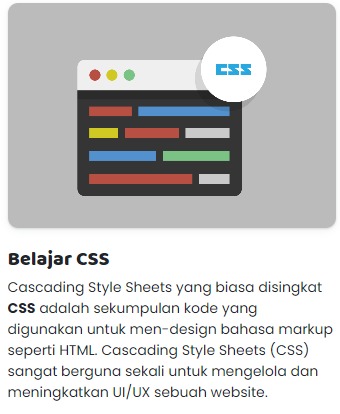 CSS
Belajar CSS
Cascading Style Sheets yang biasa disingkat
CSS adalah sekumpulan kode yang
digunakan untuk men-design bahasa markup
seperti HTML. Cascading Style Sheets (CSS)
sangat berguna sekali untuk mengelola dan
meningkatkan UI/UX sebuah website.